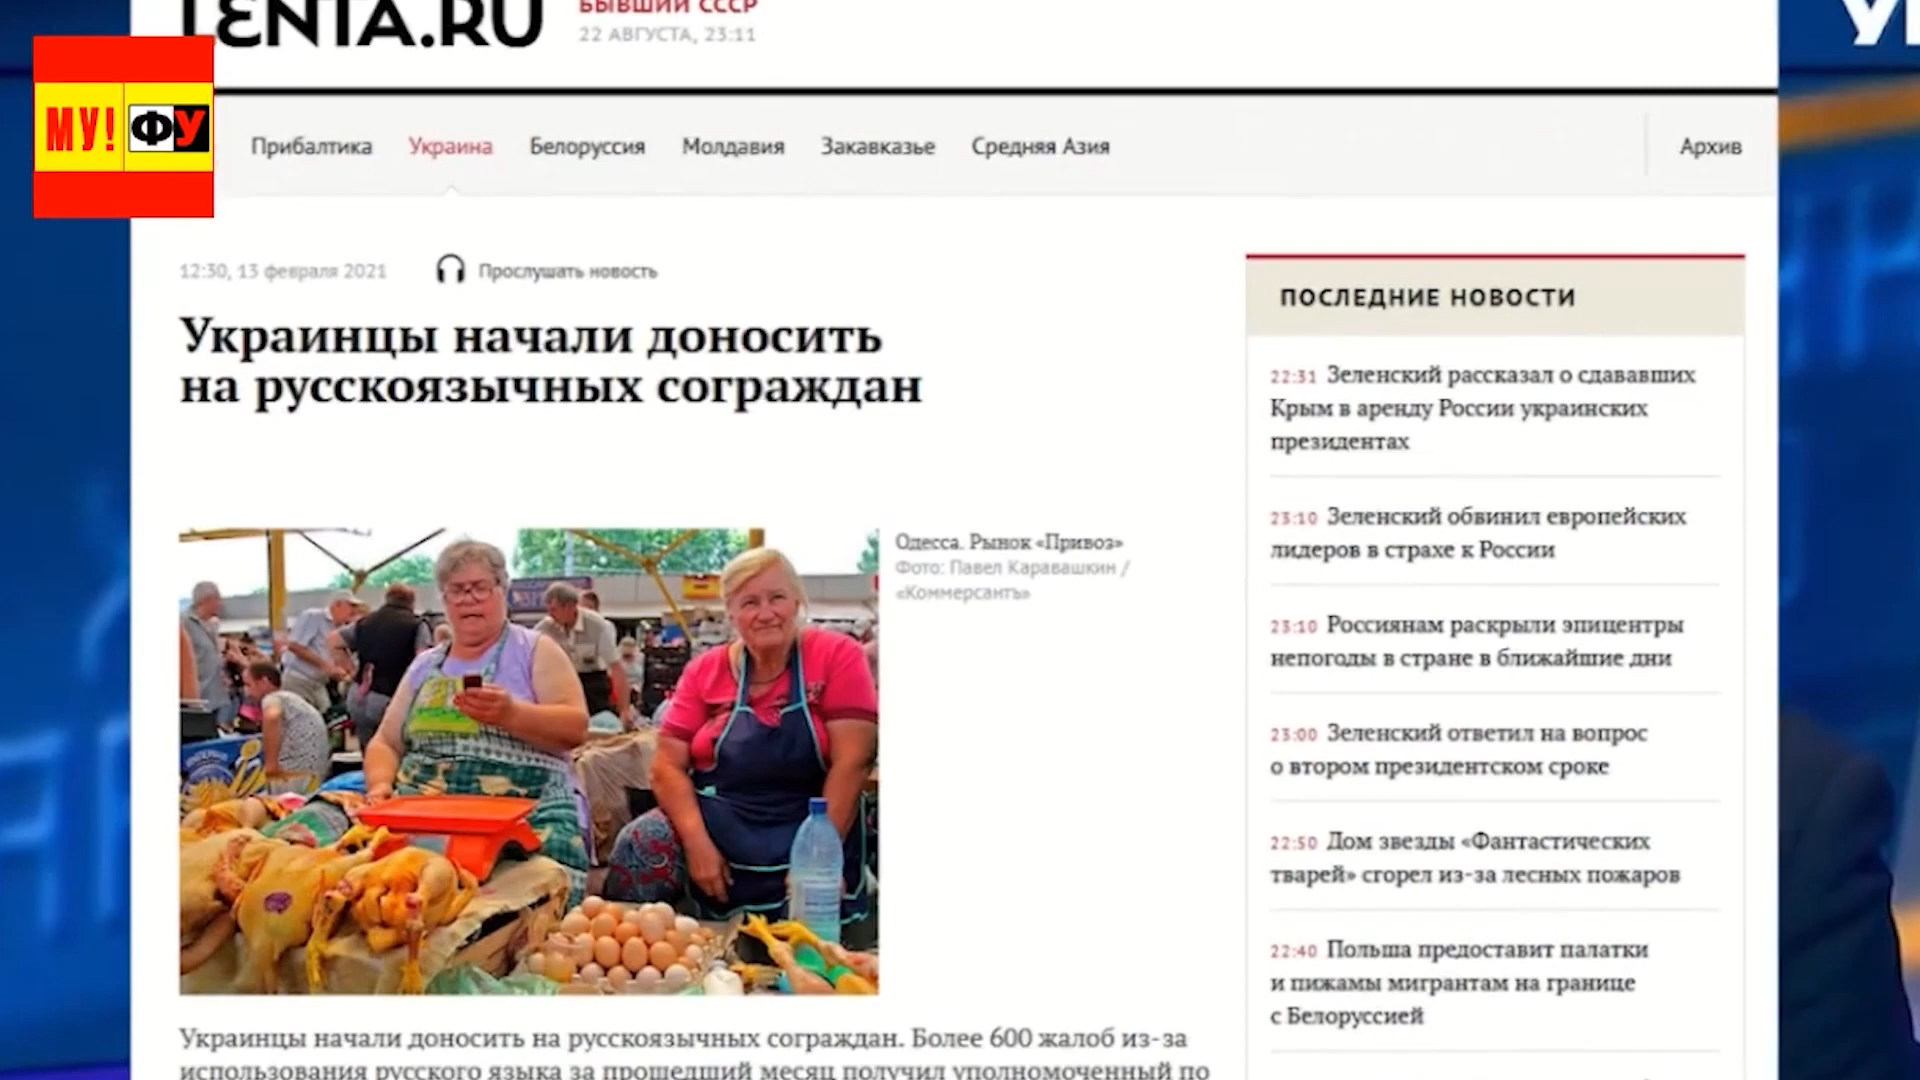 LENTA.RU
БЫВШИЙ СССР
22 АВГУСТА, 23:11
МУ! ФУ
Прибалтика Украина Белоруссия Молдавия Закавказье Средняя Азия Архив
12:30, 13 февраля 2021 Прослушать новость
Украинцы начали доносить
на русскоязычных сограждан
Одесса. Рынок «Привоз»
Фото: Павел Каравашкин /
«Коммерсантъ»
Украинцы начали доносить на русскоязычных сограждан. Более 600 жалоб из-за
использования русского языка за прошедший месяц получил уполномоченный по
ПОСЛЕДНИЕ НОВОСТИ
22:31 Зеленский рассказал о сдававших
Крым в аренду России украинских
президентах
23:10 Зеленский обвинил европейских
лидеров в страхе к России
23:10 Россиянам раскрыли эпицентры
непогоды в стране в ближайшие дни
23:00 Зеленский ответил на вопрос
о втором президентском сроке
22:50 Дом звезды «Фантастических
тварей» сгорел из-за лесных пожаров
22:40 Польша предоставит палатки
и пижамы мигрантам на границе
с Белоруссией